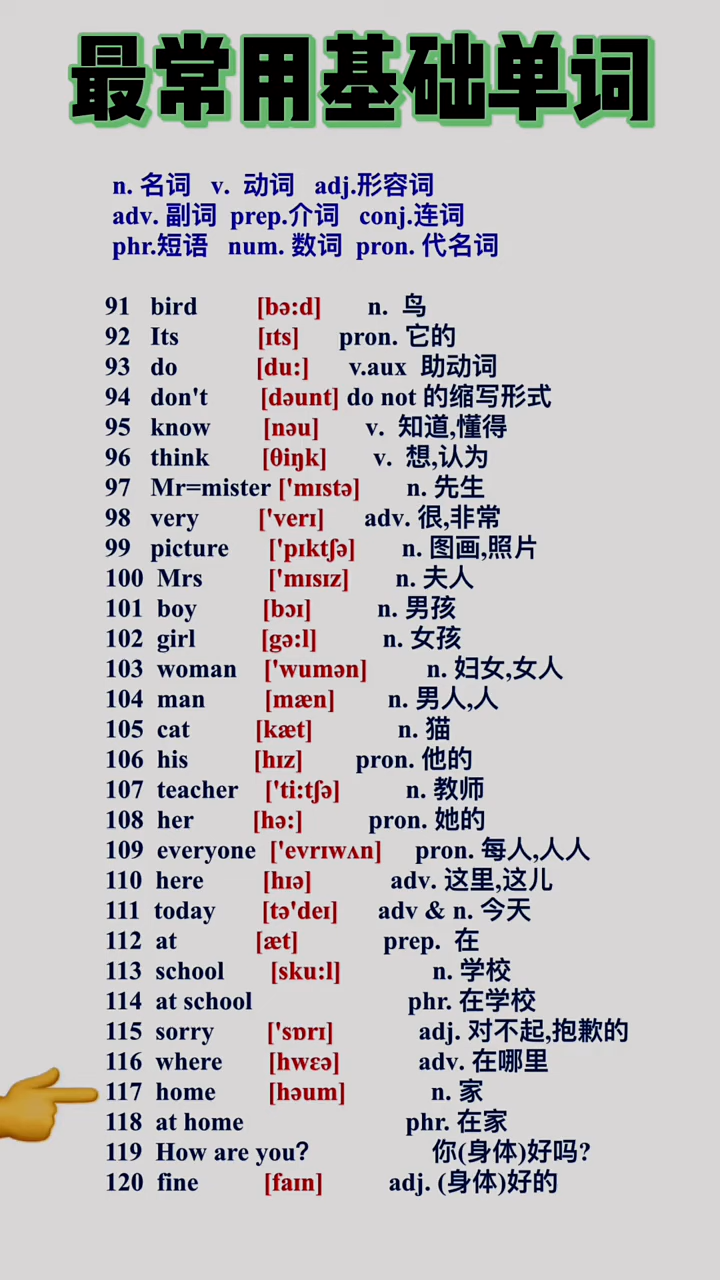 最常用基础单词
n. 名词 v. 动词 adj.形容词
adv. 副词 prep.介词 conj.连词
phr.短语 num. 数词 pron. 代名词
91 bird [bə:d] n. 鸟
92 Its [ɪts] pron. 它的
93 do [du:] v.aux 助动词
94 don't [dəunt] do not 的缩写形式
95 know [nəu] v. 知道,懂得
96 think [θiŋk] v. 想,认为
97 Mr=mister ['mɪstə] n. 先生
98 very ['verɪ] adv. 很,非常
99 picture ['pɪktʃə] n. 图画,照片
100 Mrs ['mɪsɪz] n. 夫人
101 boy [bɔɪ] n. 男孩
102 girl [gə:l] n. 女孩
103 woman ['wumən] n. 妇女,女人
104 man [mæn] n. 男人,人
105 cat [kæt] n. 猫
106 his [hɪz] pron. 他的
107 teacher ['ti:tʃə] n. 教师
108 her [hə:] pron. 她的
109 everyone ['evrɪwʌn] pron. 每人,人人
110 here [hɪə] adv. 这里,这儿
111 today [tə'deɪ] adv & n. 今天
112 at [æt] prep. 在
113 school [sku:l] n. 学校
114 at school phr. 在学校
115 sorry ['sɒrɪ] adj. 对不起,抱歉的
116 where [hwɛə] adv. 在哪里
117 home [həum] n. 家
118 at home phr. 在家
119 How are you? 你(身体)好吗?
120 fine [faɪn] adj. (身体)好的